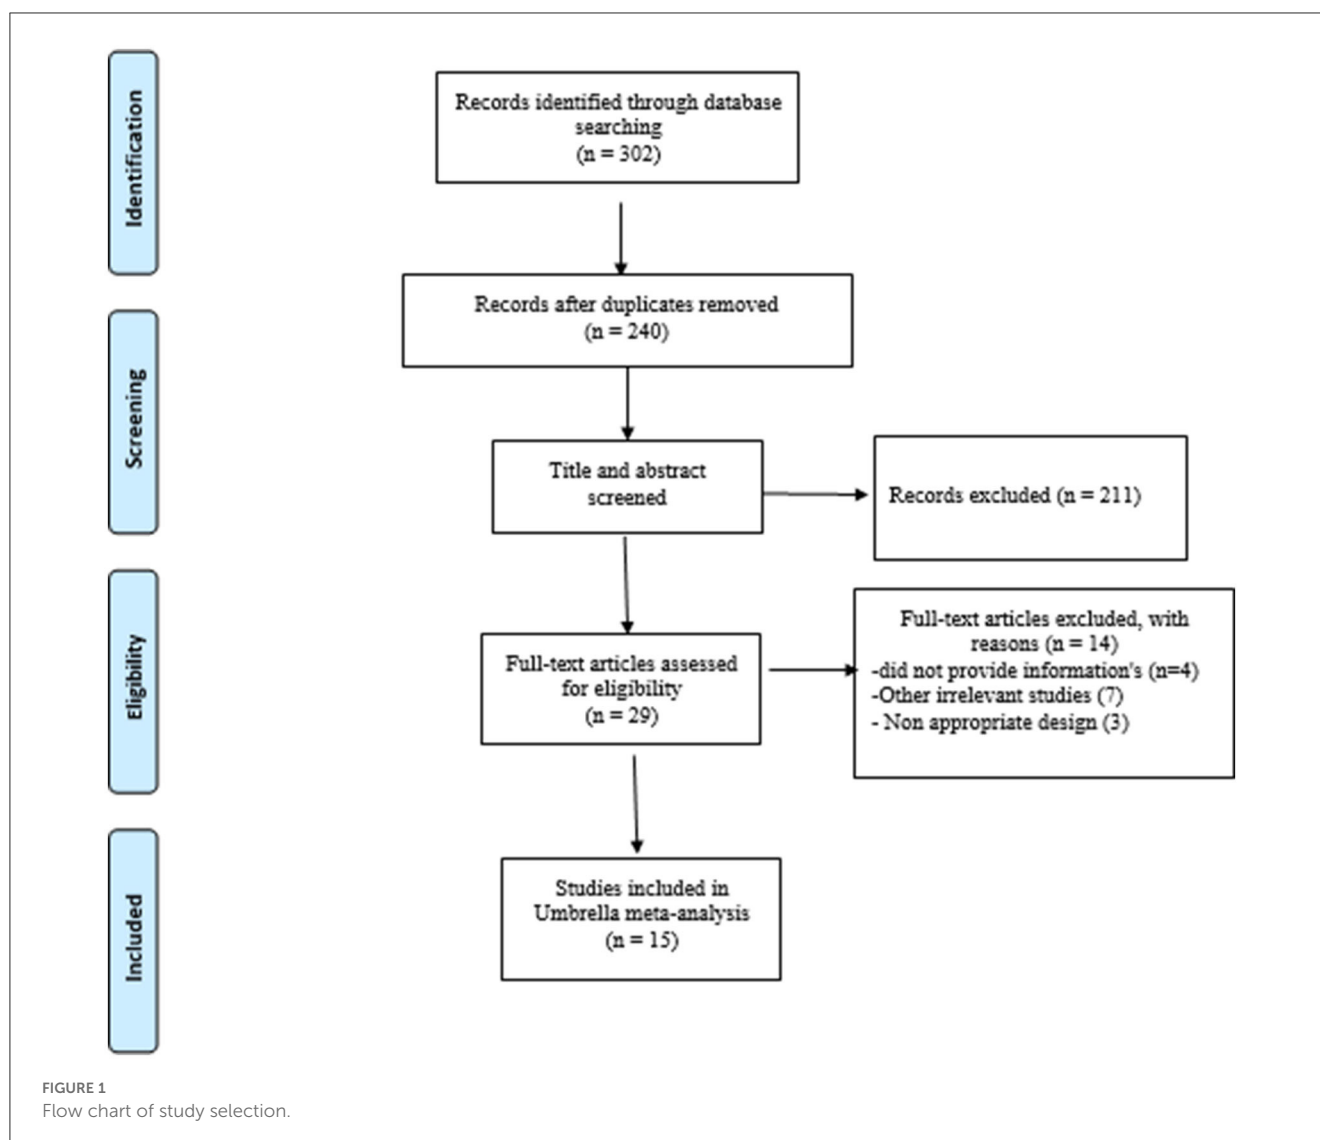 Identification
Records identified through database
searching
(n = 302)
Records after duplicates removed
(n = 240)
Screening
Title and abstract
screened
Records excluded (n = 211)
Eligibility
Full-text articles assessed
for eligibility
(n = 29)
Full-text articles excluded, with
reasons (n = 14)
-did not provide information's (n=4)
-Other irrelevant studies (7)
- Non appropriate design (3)
Included
Studies included in
Umbrella meta-analysis
(n = 15)
FIGURE 1
Flow chart of study selection.